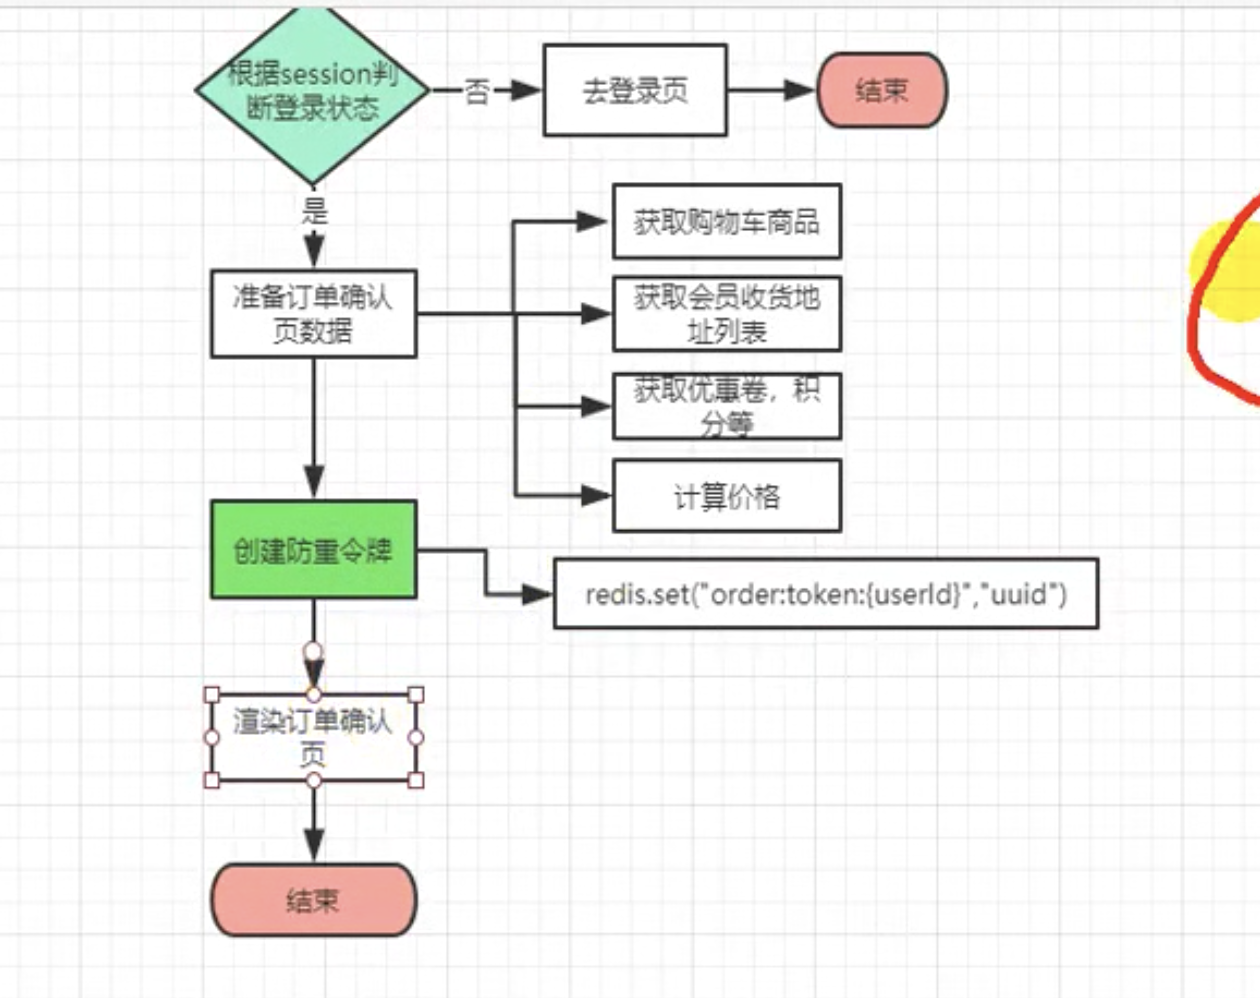 根据session判
断登录状态
否
去登录页
结束
是
获取购物车商品
准备订单确认
页数据
获取会员收货地
址列表
获取优惠卷，积
分等
计算价格
创建防重令牌
redis.set("order:token:{userId}","uuid")
渲染订单确认
页
结束